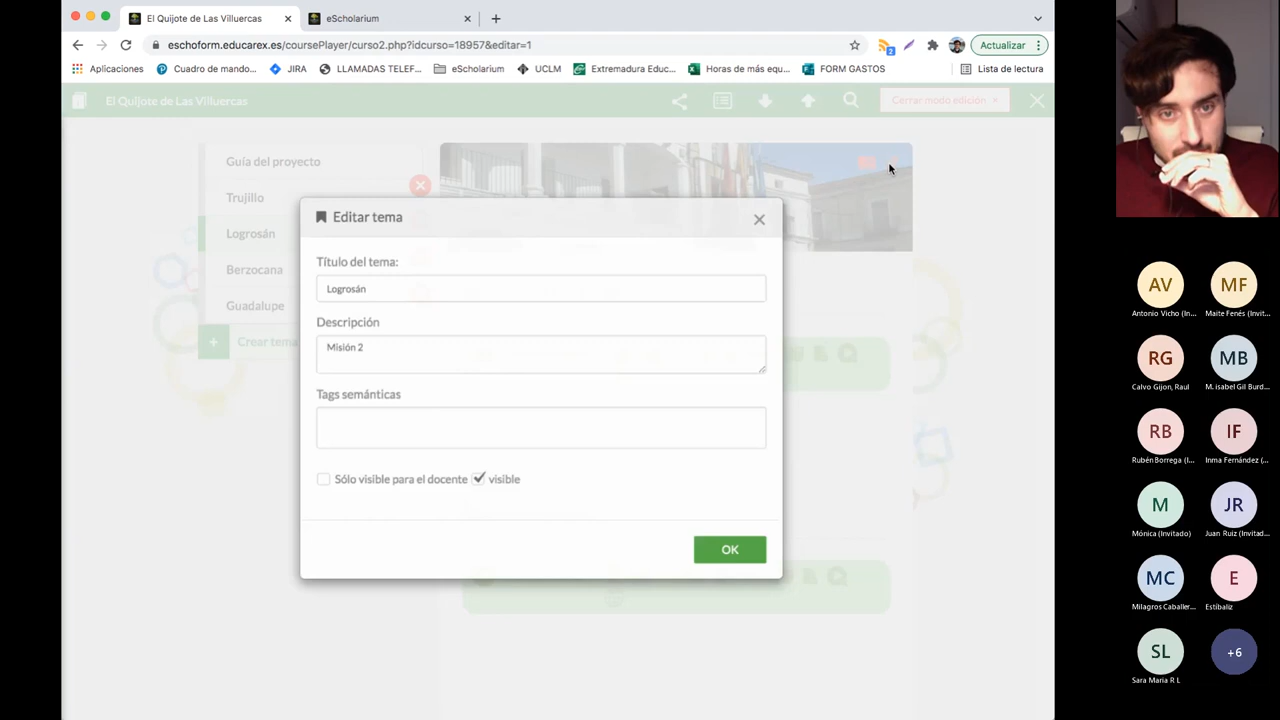 El Quijote de Las Villuercas
eScholarium
eschoform.educarex.es/coursePlayer/curso2.php?idcurso=18957&editar=1
2
Actualizar
Aplicaciones
Cuadro de mando...
JIRA
LLAMADAS TELEF...
eScholarium
UCLM
Extremadura Educ...
Horas de más equ...
FORM GASTOS
Lista de lectura
El Quijote de Las Villuercas
Cerrar modo edición
Guía del proyecto
Trujillo
Logrosán
Berzocana
Guadalupe
Crear tema
Editar tema
Título del tema:
Logrosán
Descripción
Misión 2
Tags semánticas
Sólo visible para el docente
visible
OK
AV
Antonio Vicho (In...
MF
Maite Fenés (Invit...
RG
Calvo Gijon, Raul
MB
M. isabel Gil Burd...
RB
Rubén Borrega (I...
IF
Inma Fernández (...
M
Mónica (Invitado)
JR
Juan Ruiz (Invitad...
MC
Milagros Caballer...
E
Estíbaliz
SL
Sara Maria R L
+6